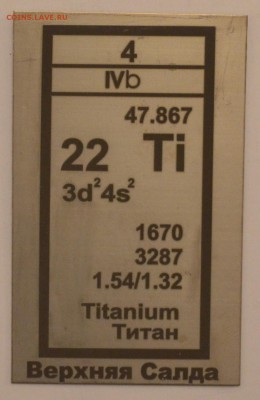 COINS.LAVE.RU
4
IVb
47.867
22 Ti
3d²4s²
1670
3287
1.54/1.32
Titanium
Титан
Верхняя Салда